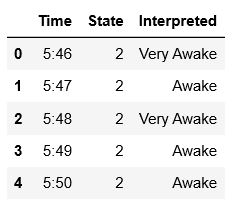 Time State Interpreted
0 5:46 2 Very Awake
1 5:47 2 Awake
2 5:48 2 Very Awake
3 5:49 2 Awake
4 5:50 2 Awake